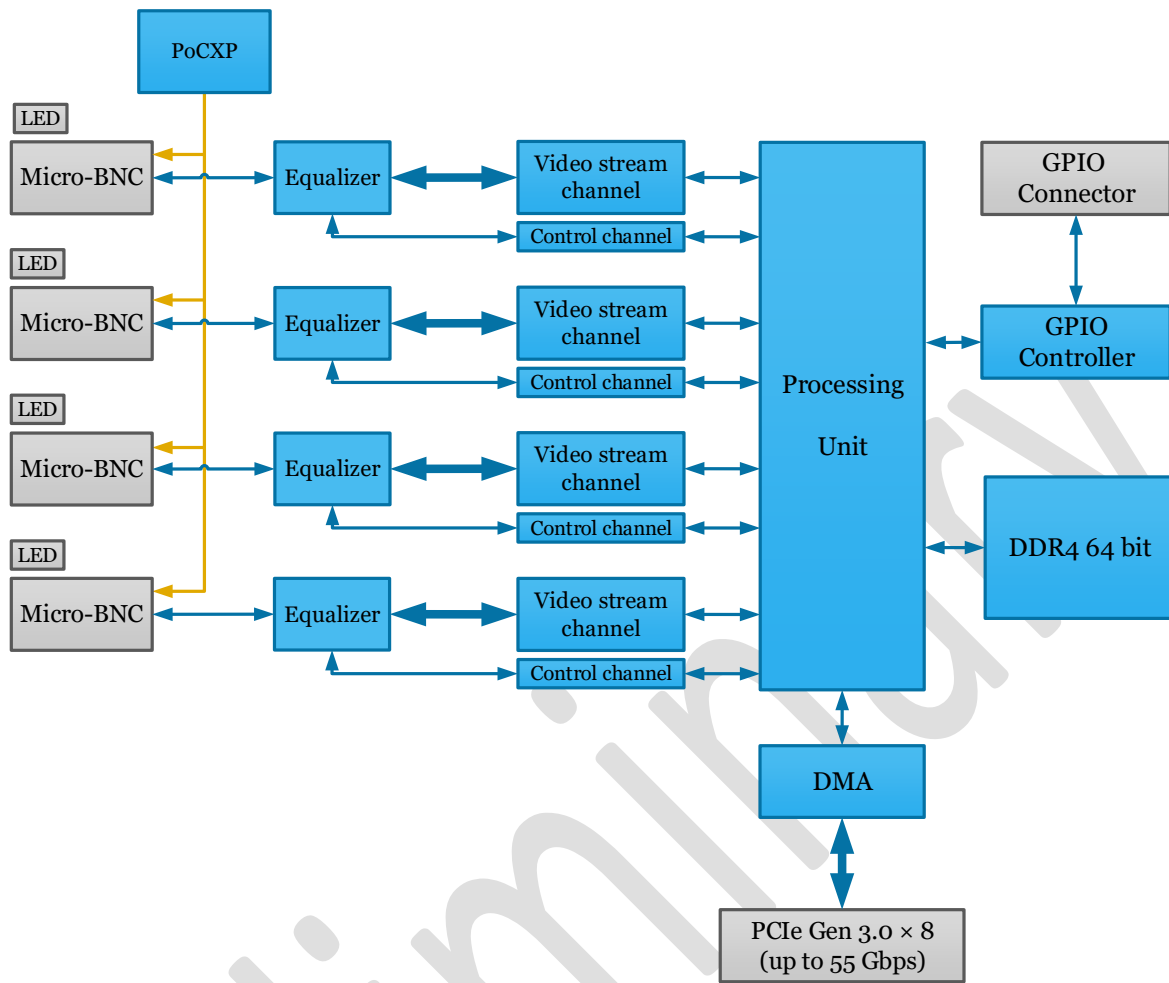 PoCXP
LED
Micro-BNC
Equalizer
Video stream
channel
Control channel
LED
Micro-BNC
Equalizer
Video stream
channel
Control channel
LED
Micro-BNC
Equalizer
Video stream
channel
Control channel
LED
Micro-BNC
Equalizer
Video stream
channel
Control channel
Processing
Unit
GPIO
Connector
GPIO
Controller
DDR4 64 bit
DMA
PCIe Gen 3.0 × 8
(up to 55 Gbps)